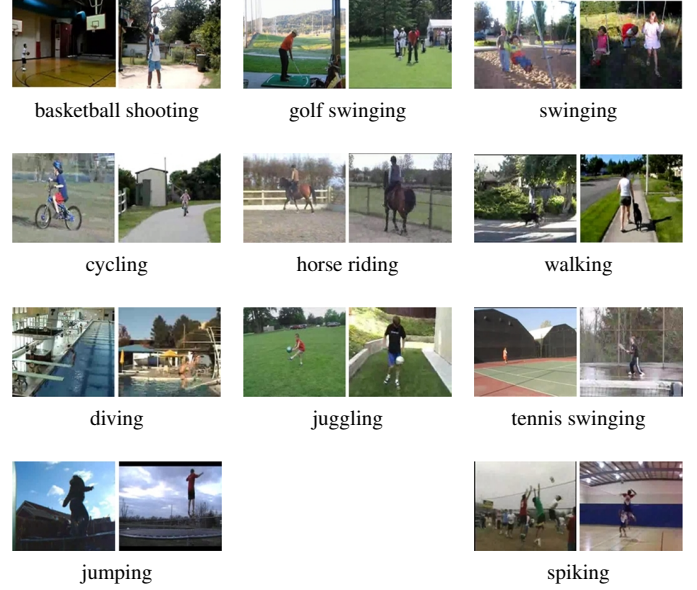 basketball shooting
golf swinging
swinging
cycling
horse riding
walking
diving
juggling
tennis swinging
jumping
spiking